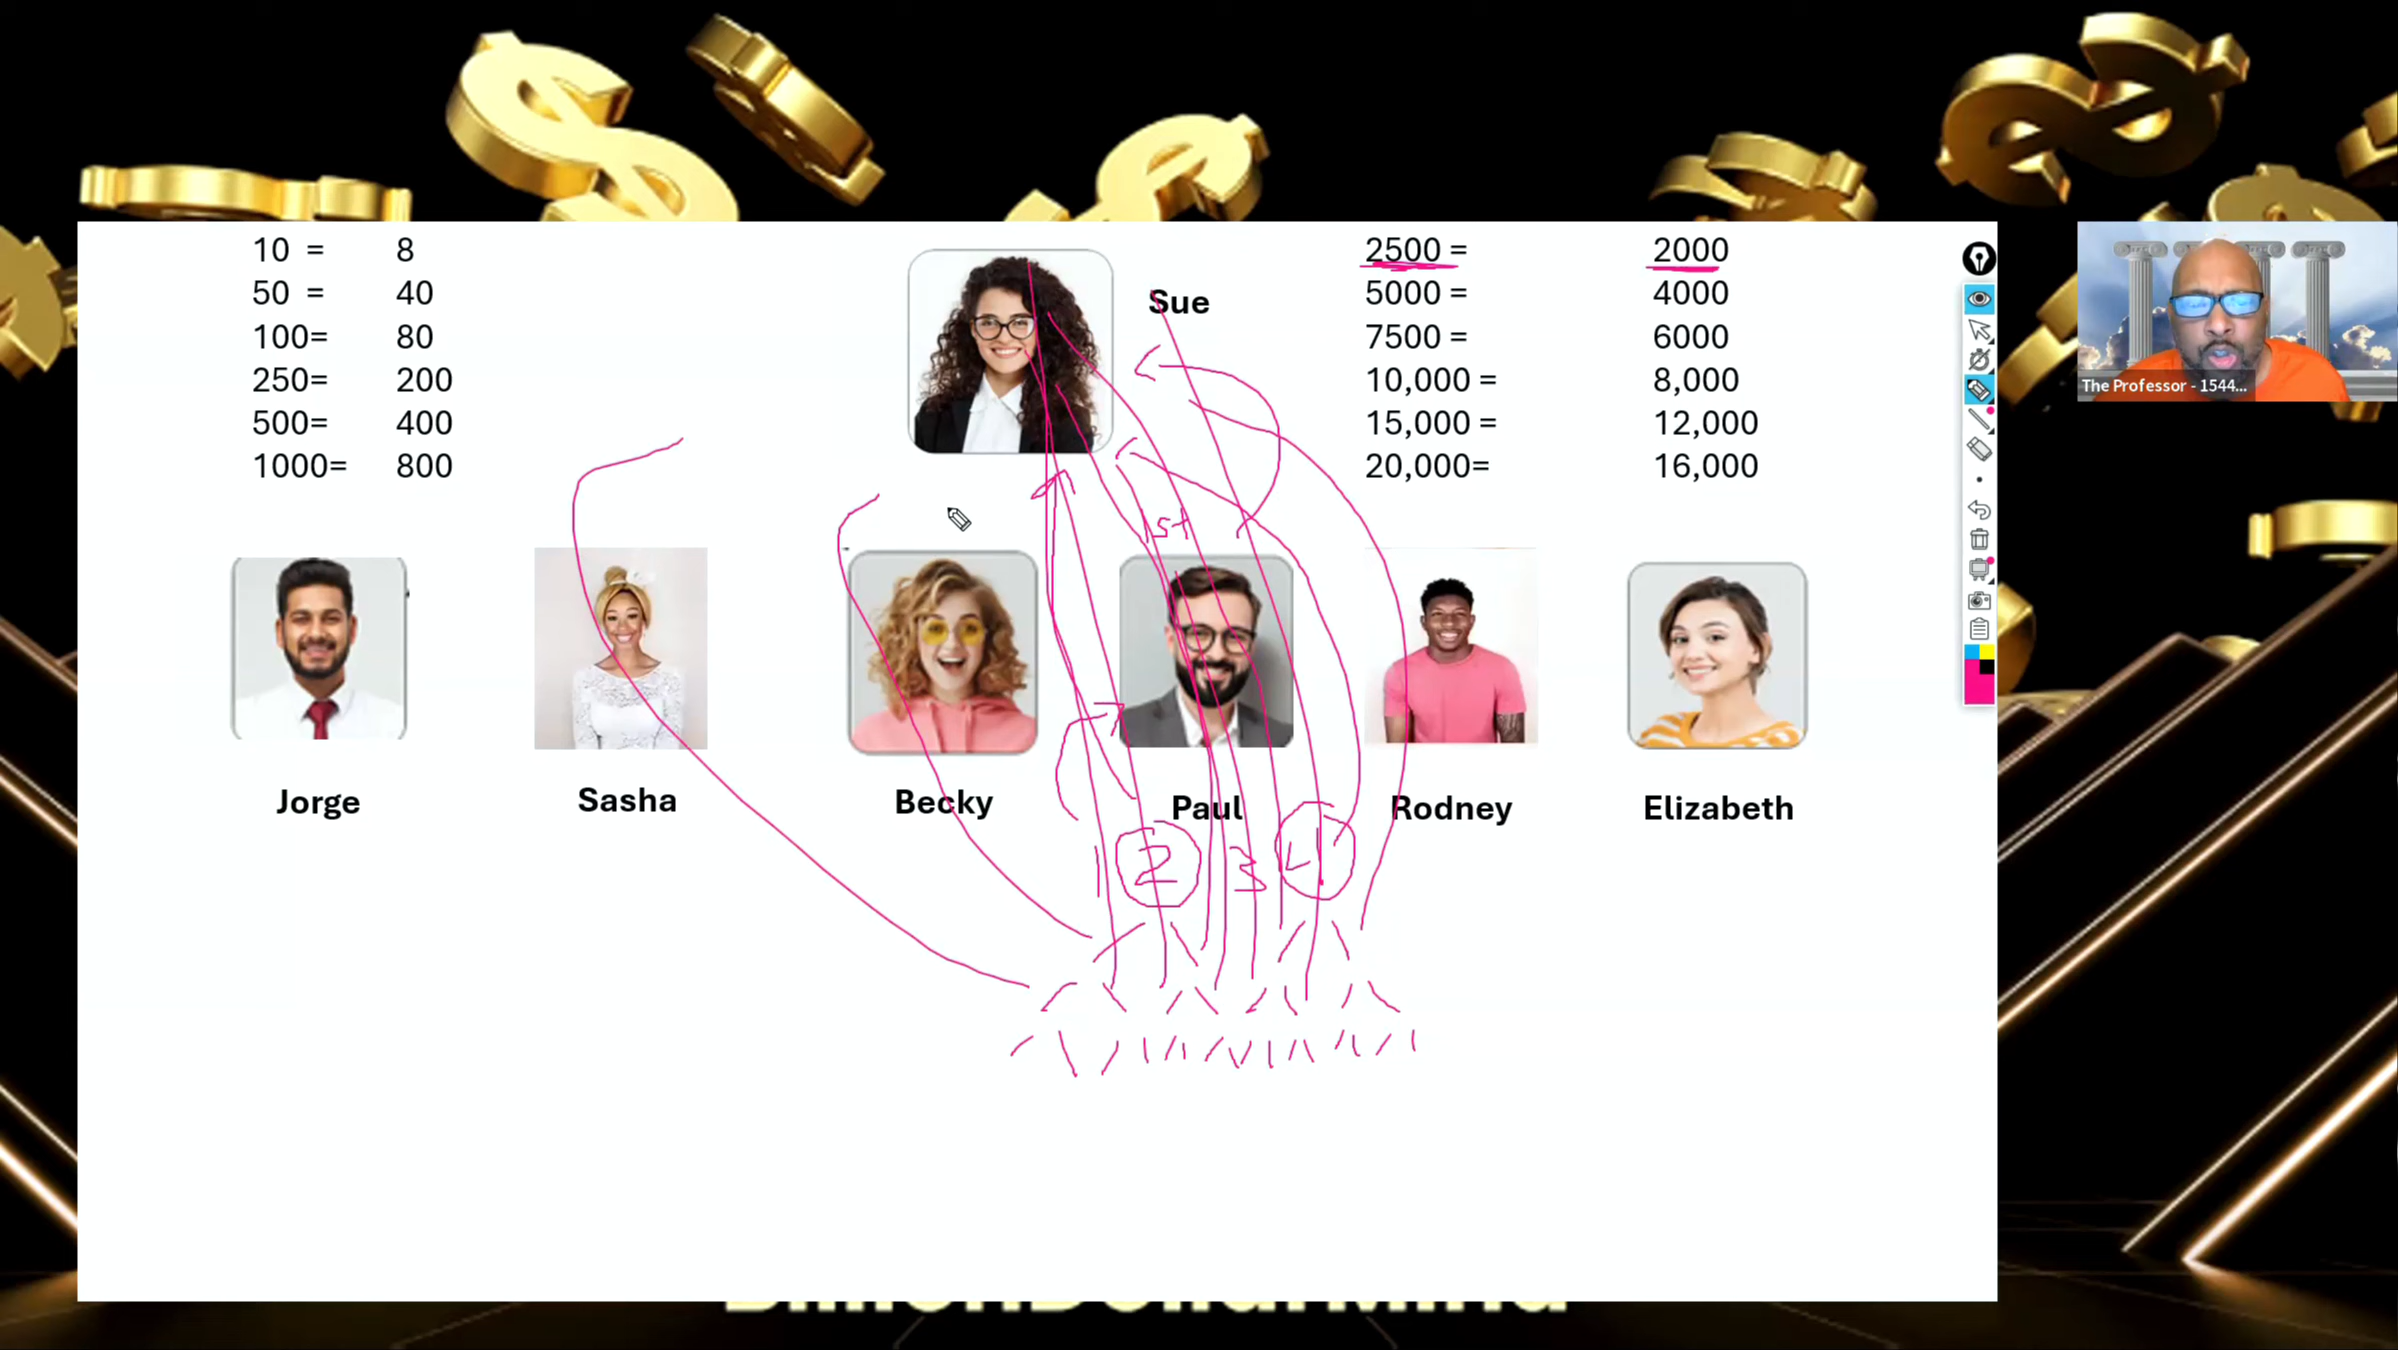 10 = 8
50 = 40
100= 80
250= 200
500= 400
1000= 800
Sue
2500 = 2000
5000 = 4000
7500 = 6000
10,000 = 8,000
15,000 = 12,000
20,000= 16,000
The Professor - 1544...
1st
Jorge
Sasha
Becky
Paul
Rodney
Elizabeth
1 2 3 4